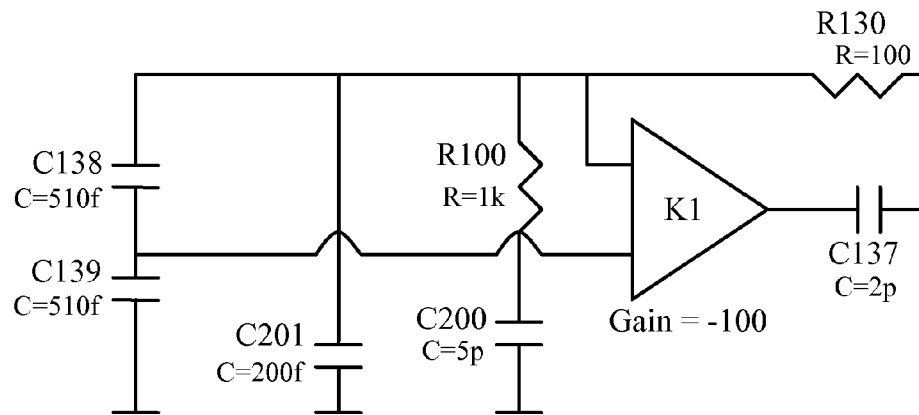 R130
R=100
C138
C=510f
R100
R=1k
K1
C139
C=510f
C137
C=2p
C201
C=200f
C200
C=5p
Gain = -100